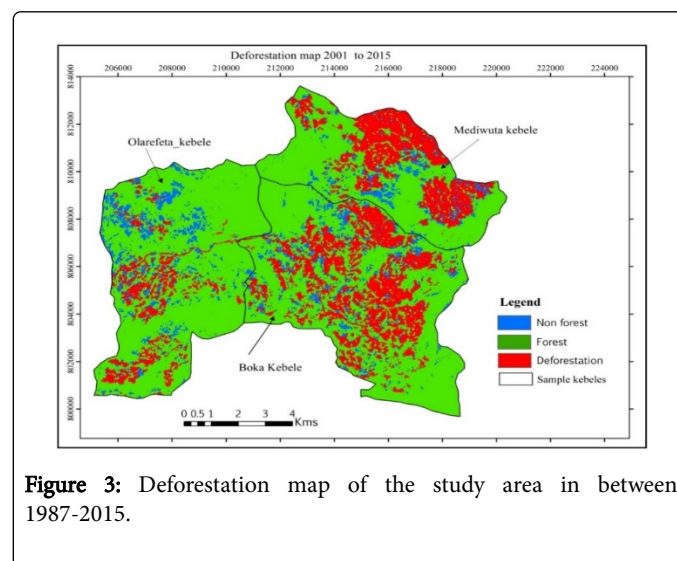 Deforestation map 2001 to 2015
206000 208000 210000 212000 214000 216000 218000 220000
814000
812000
810000
808000
806000
804000
802000
800000
Mediwuta kebele
Olarefeta_kebele
Boka Kebele
Legend
Non forest
Forest
Deforestation
Sample kebeles
0 0.5 1 2 3 4
Kms
Figure 3: Deforestation map of the study area in between
1987-2015.